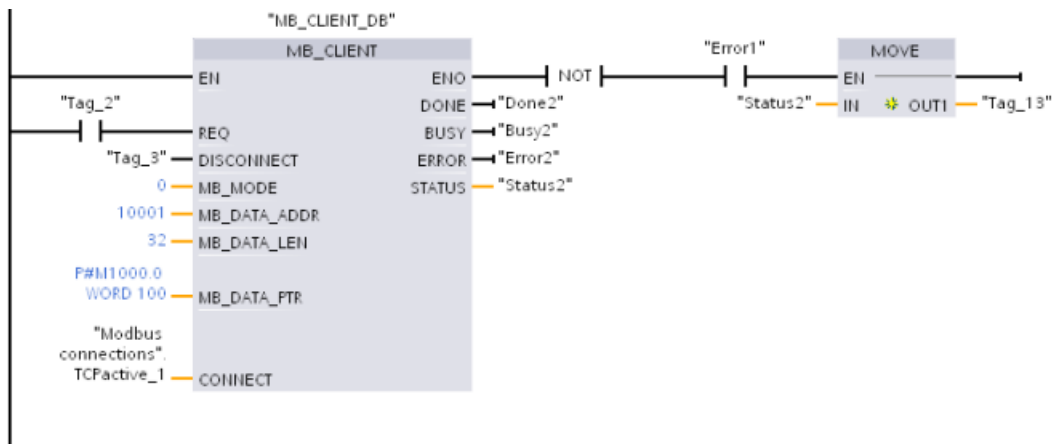 "MB_CLIENT_DB"
MB_CLIENT
EN
ENO
NOT
"Error1"
MOVE
EN
"Tag_2"
REQ
DONE
"Done2"
"Status2"
IN
OUT1
"Tag_13"
BUSY
"Busy2"
"Tag_3"
DISCONNECT
ERROR
"Error2"
0
MB_MODE
STATUS
"Status2"
10001
MB_DATA_ADDR
32
MB_DATA_LEN
P#M1000.0
WORD 100
MB_DATA_PTR
"Modbus
connections".
TCPactive_1
CONNECT